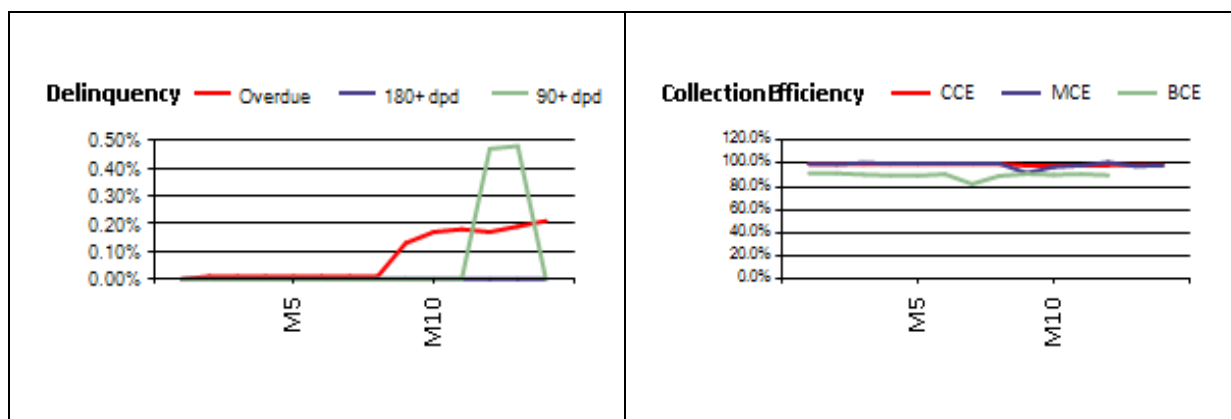 Delinquency Overdue 180+ dpd 90+ dpd
0.50%
0.40%
0.30%
0.20%
0.10%
0.00%
M5
M10
Collection Efficiency CCE MCE BCE
120.0%
100.0%
80.0%
60.0%
40.0%
20.0%
0.0%
M5
M10